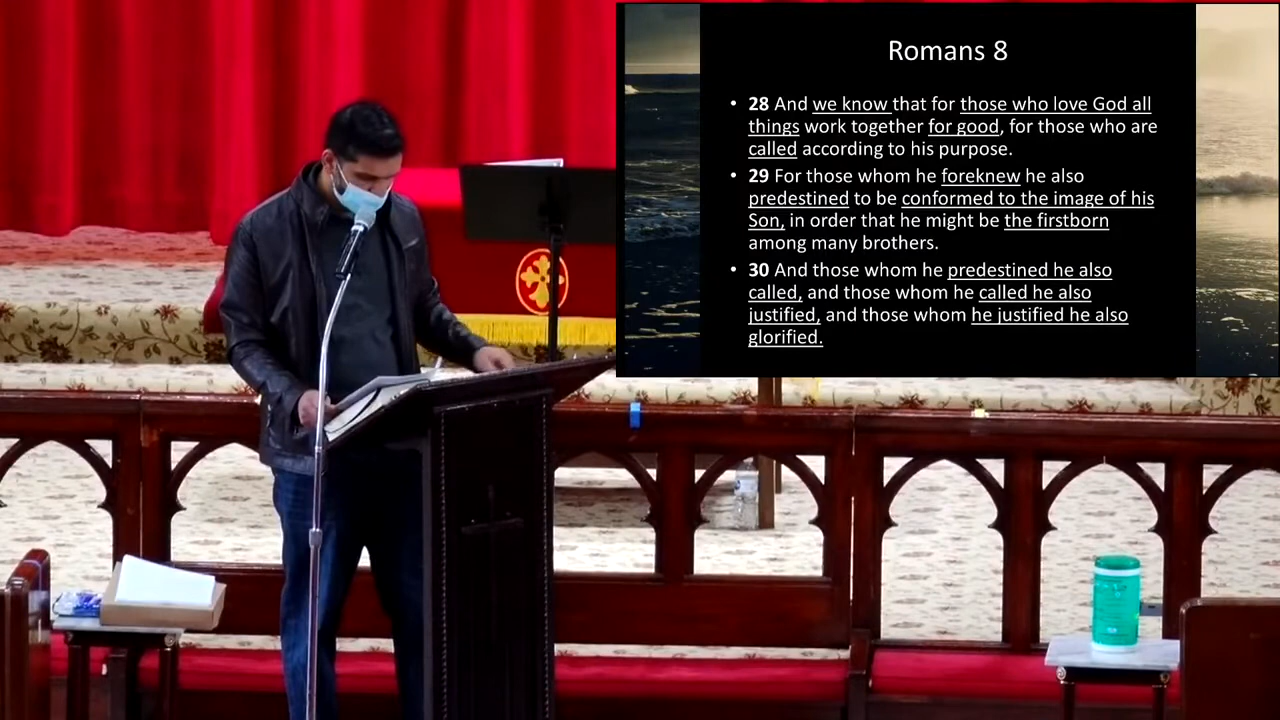 Romans 8
• 28 And we know that for those who love God all
things work together for good, for those who are
called according to his purpose.
• 29 For those whom he foreknew he also
predestined to be conformed to the image of his
Son, in order that he might be the firstborn
among many brothers.
• 30 And those whom he predestined he also
called, and those whom he called he also
justified, and those whom he justified he also
glorified.